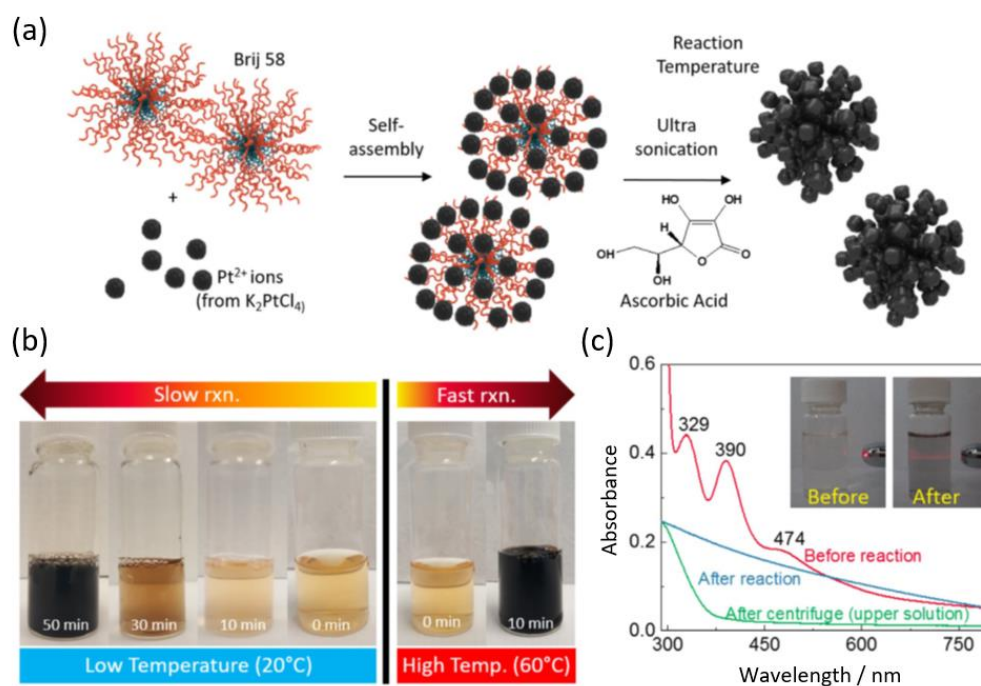 (a)
Brij 58
+
Pt²⁺ ions
(from K₂PtCl₄)
Self-
assembly
Reaction
Temperature
Ultra
sonication
HO
OH
H
HO
OH
O
O
Ascorbic Acid
(b)
Slow rxn.
Fast rxn.
50 min
30 min
10 min
0 min
0 min
10 min
Low Temperature (20°C)
High Temp. (60°C)
(c)
Absorbance
0.6
0.4
0.2
0.0
329
390
474
Before
After
Before reaction
After reaction
After centrifuge (upper solution)
300
450
600
750
Wavelength / nm